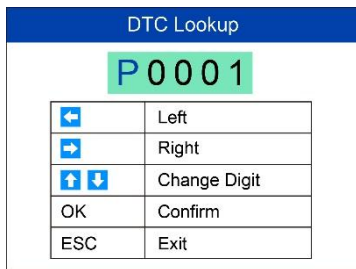 DTC Lookup
P0001
Left
Right
Change Digit
OK Confirm
ESC Exit